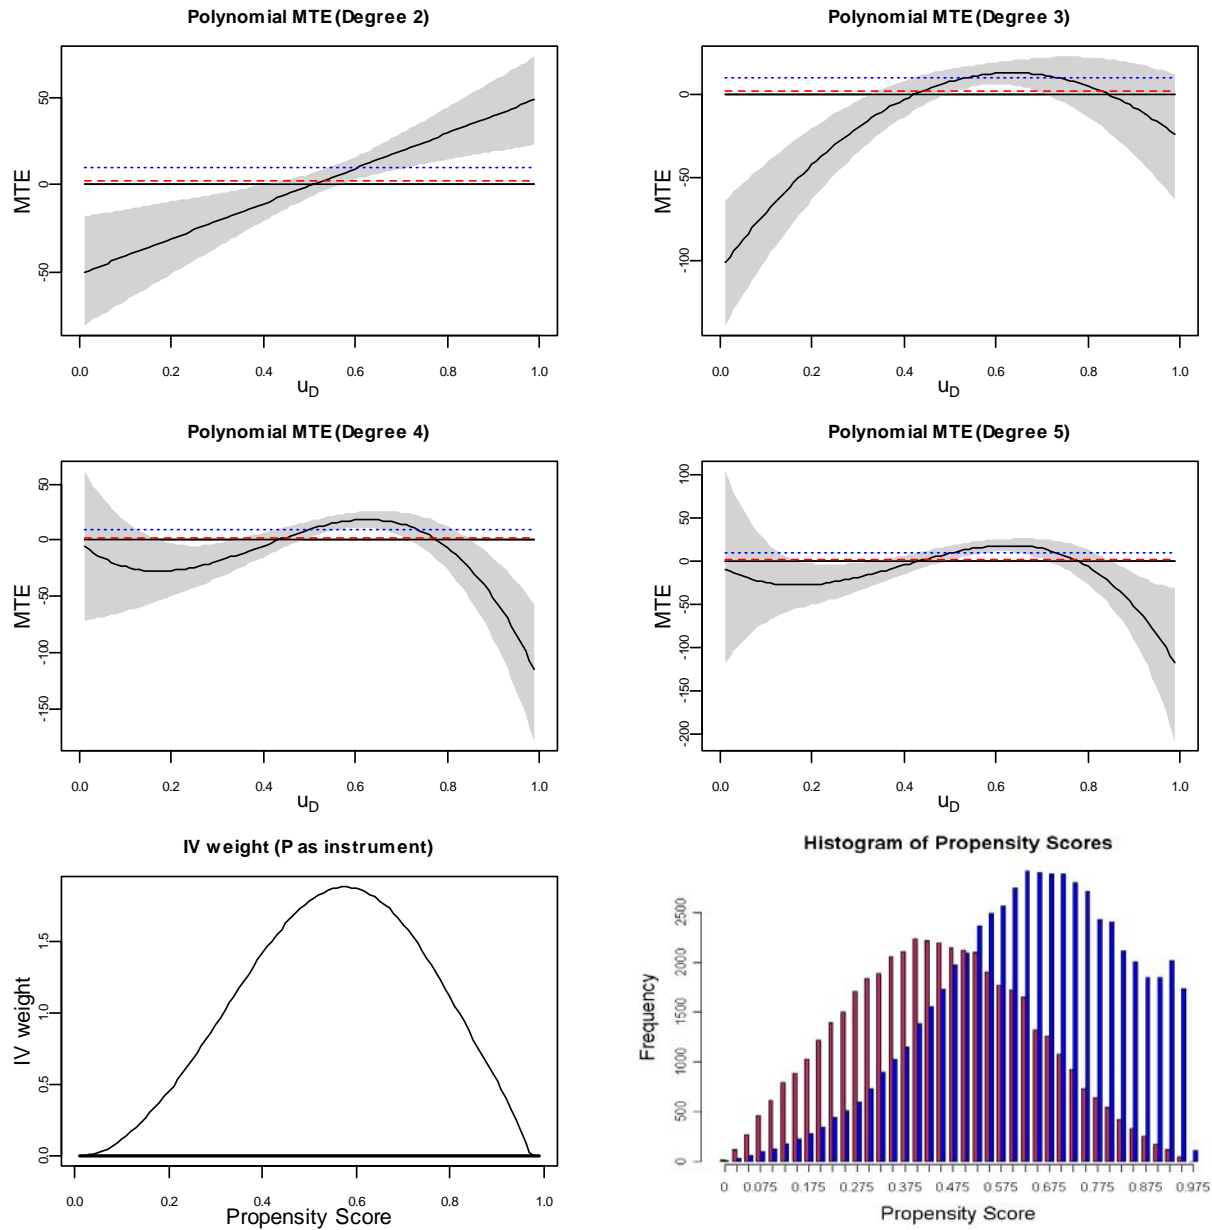 Polynomial MTE (Degree 2)
MTE
50
0
-50
0.0 0.2 0.4 0.6 0.8 1.0
uD
Polynomial MTE (Degree 3)
MTE
0
-50
-100
0.0 0.2 0.4 0.6 0.8 1.0
uD
Polynomial MTE (Degree 4)
MTE
50
0
-50
-100
-150
0.0 0.2 0.4 0.6 0.8 1.0
uD
Polynomial MTE (Degree 5)
MTE
100
50
0
-50
-100
-150
-200
0.0 0.2 0.4 0.6 0.8 1.0
uD
IV weight (P as instrument)
IV weight
1.5
1.0
0.5
0.0
0.0 0.2 0.4 0.6 0.8 1.0
Propensity Score
Histogram of Propensity Scores
Frequency
2500
2000
1500
1000
500
0
0 0.075 0.175 0.275 0.375 0.475 0.575 0.675 0.775 0.875 0.975
Propensity Score